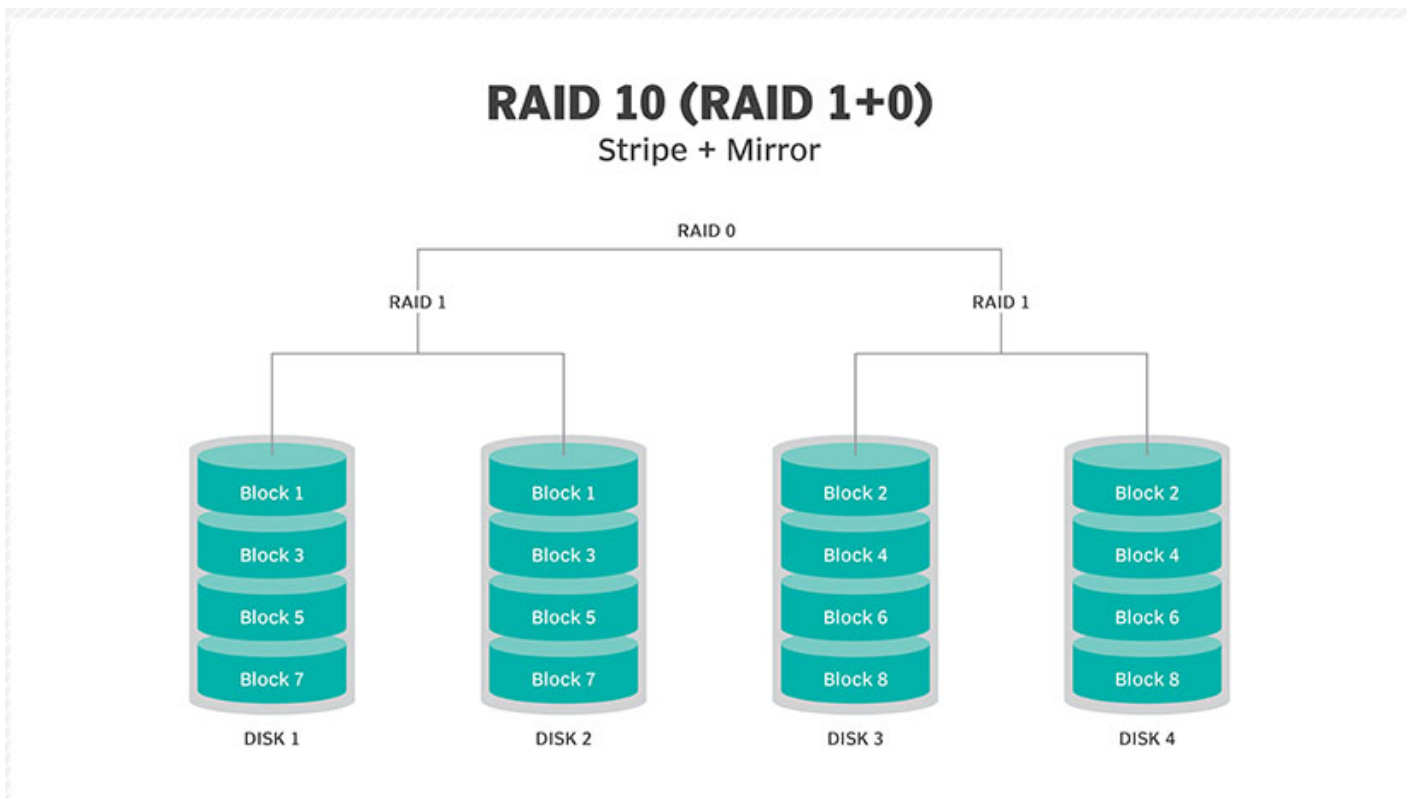 RAID 10 (RAID 1+0)
Stripe + Mirror
RAID 0
RAID 1
RAID 1
Block 1
Block 3
Block 5
Block 7
DISK 1
Block 1
Block 3
Block 5
Block 7
DISK 2
Block 2
Block 4
Block 6
Block 8
DISK 3
Block 2
Block 4
Block 6
Block 8
DISK 4